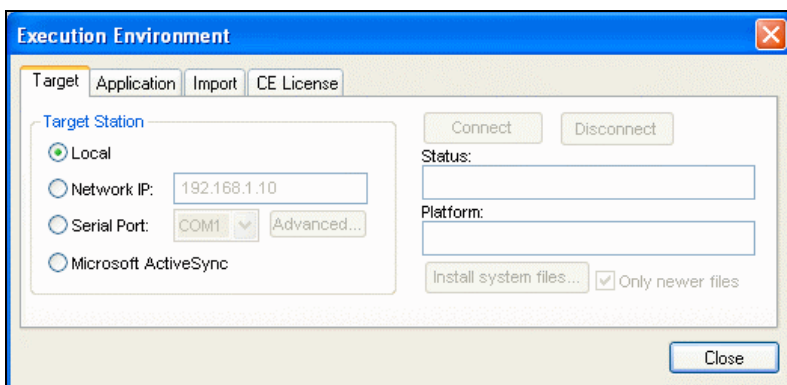 Execution Environment
Target Application Import CE License
Target Station
Local
Network IP: 192.168.1.10
Serial Port: COM1 Advanced...
Microsoft ActiveSync
Connect Disconnect
Status:
Platform:
Install system files... Only newer files
Close